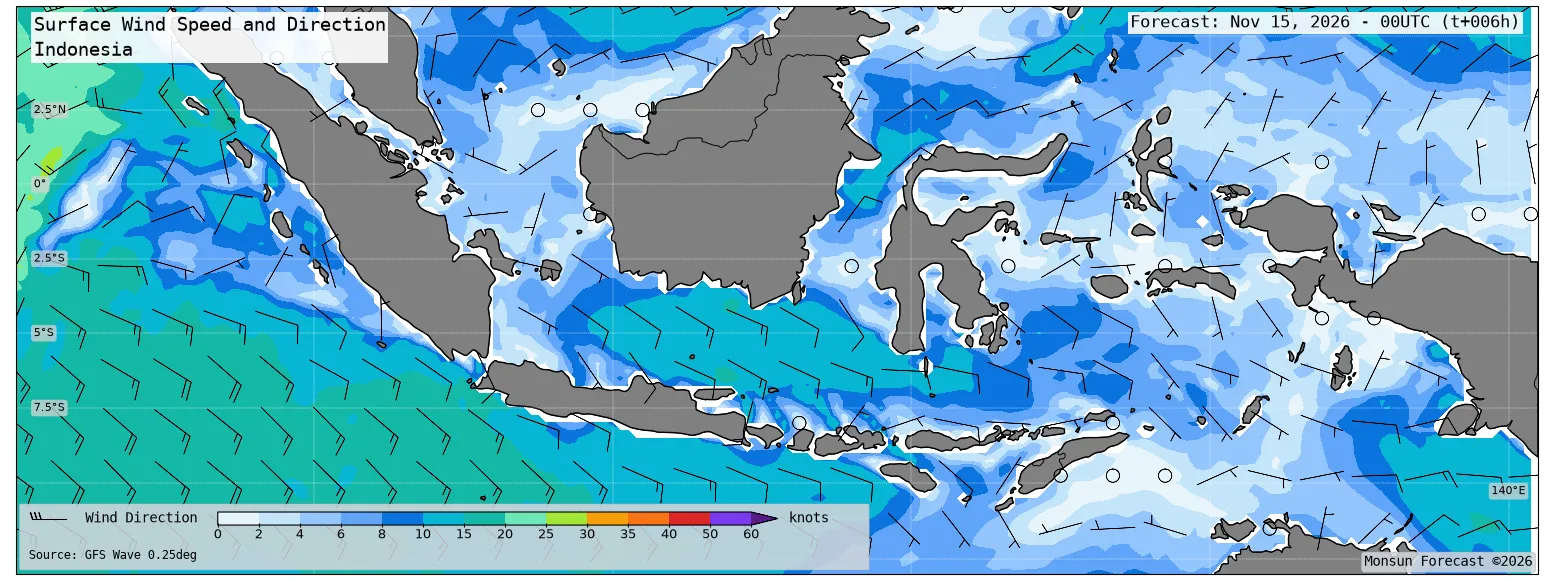 Surface Wind Speed and Direction
Indonesia
Forecast: Nov 15, 2026 - 00UTC (t+006h)
2.5°N
0°
2.5°S
5°S
7.5°S
140°E
Wind Direction
0 2 4 6 8 10 15 20 25 30 35 40 50 60 knots
Source: GFS Wave 0.25deg
Monsun Forecast ©2026